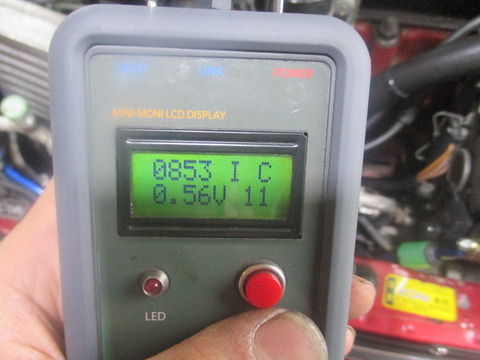 LINK
POWER
MINI-MONI LCD DISPLAY
0853 I C
0.56V 11
LED